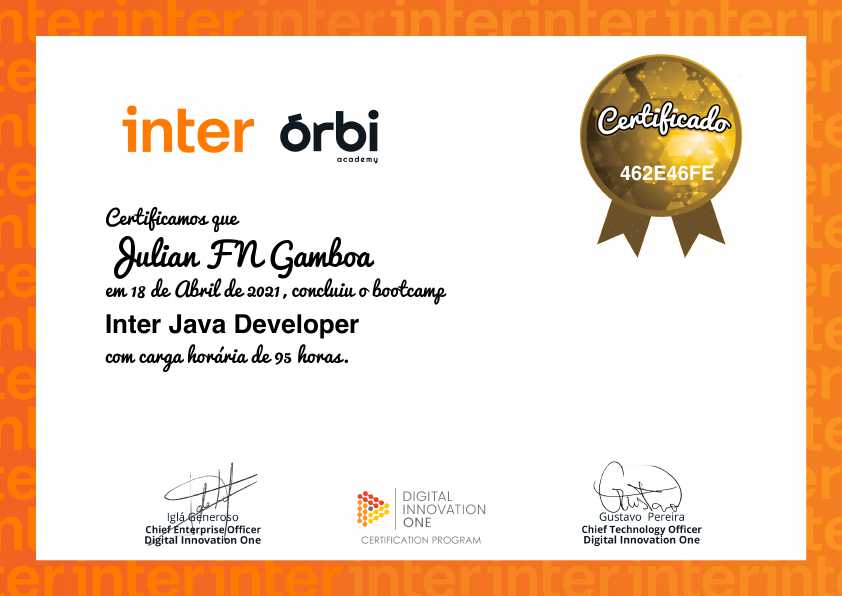 inter órbi
academy
Certificado
462E46FE
Certificamos que
Julian FN Gamboa
em 18 de Abril de 2021, concluiu o bootcamp
Inter Java Developer
com carga horária de 95 horas.
Iglá Generoso
Chief Enterprise Officer
Digital Innovation One
DIGITAL
INNOVATION
ONE
CERTIFICATION PROGRAM
Gustavo Pereira
Chief Technology Officer
Digital Innovation One